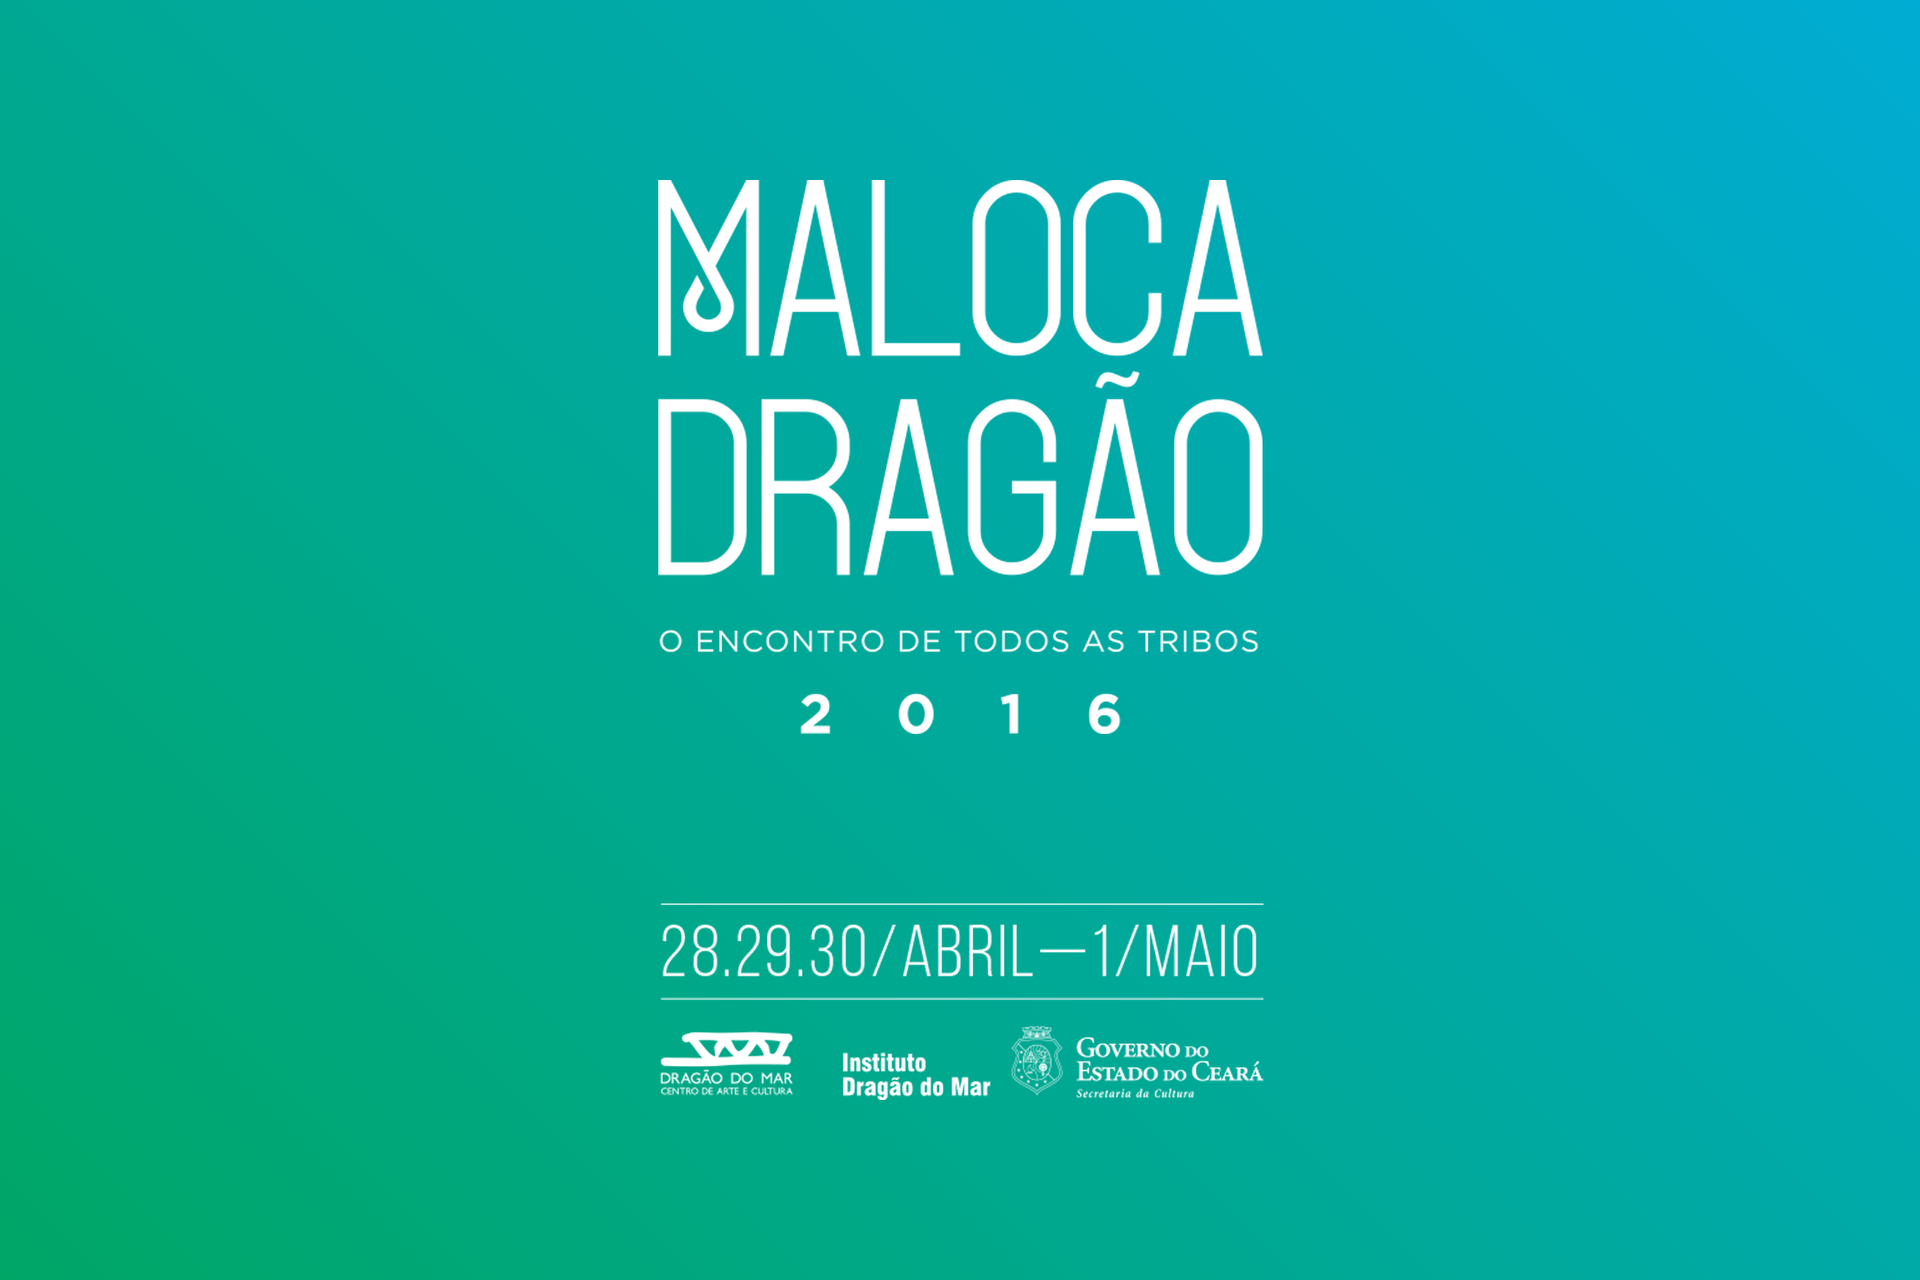 MALOCA
DRAGÃO
O ENCONTRO DE TODOS AS TRIBOS
2 0 1 6
28.29.30/ABRIL—1/MAIO
DRAGÃO DO MAR
CENTRO DE ARTE E CULTURA
Instituto
Dragão do Mar
GOVERNO DO
ESTADO DO CEARÁ
Secretaria da Cultura